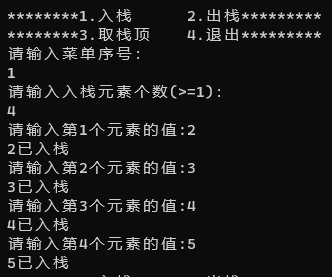 ********1.入栈     2.出栈*********
********3.取栈顶   4.退出*********
请输入菜单序号:
1
请输入入栈元素个数(>=1):
4
请输入第1个元素的值:2
2已入栈
请输入第2个元素的值:3
3已入栈
请输入第3个元素的值:4
4已入栈
请输入第4个元素的值:5
5已入栈